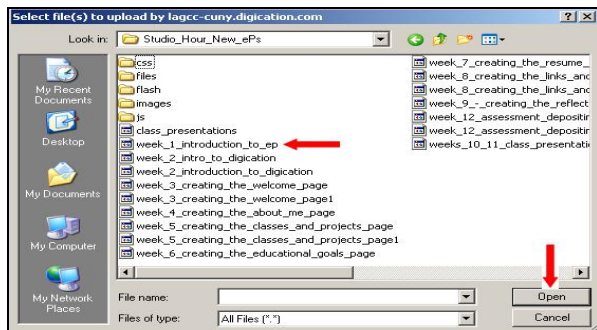 Select file(s) to upload by lagcc-cuny.digication.com
Look in:
Studio_Hour_New_ePs
My Recent
Documents
Desktop
My Documents
My Computer
My Network
Places
css
files
flash
images
js
class_presentations
week_1_introduction_to_ep
week_2_intro_to_digication
week_2_introduction_to_digication
week_3_creating_the_welcome_page
week_3_creating_the_welcome_page1
week_4_creating_the_about_me_page
week_5_creating_the_classes_and_projects_page
week_5_creating_the_classes_and_projects_page1
week_6_creating_the_educational_goals_page
week_7_creating_the_resume_
week_8_creating_the_links_and
week_8_creating_the_links_and
week_9_-_creating_the_reflect
week_12_assessment_depositin
week_12_assessment_depositin
weeks_10_11_class_presentati
File name:
Open
Files of type:
All Files (*.*)
Cancel